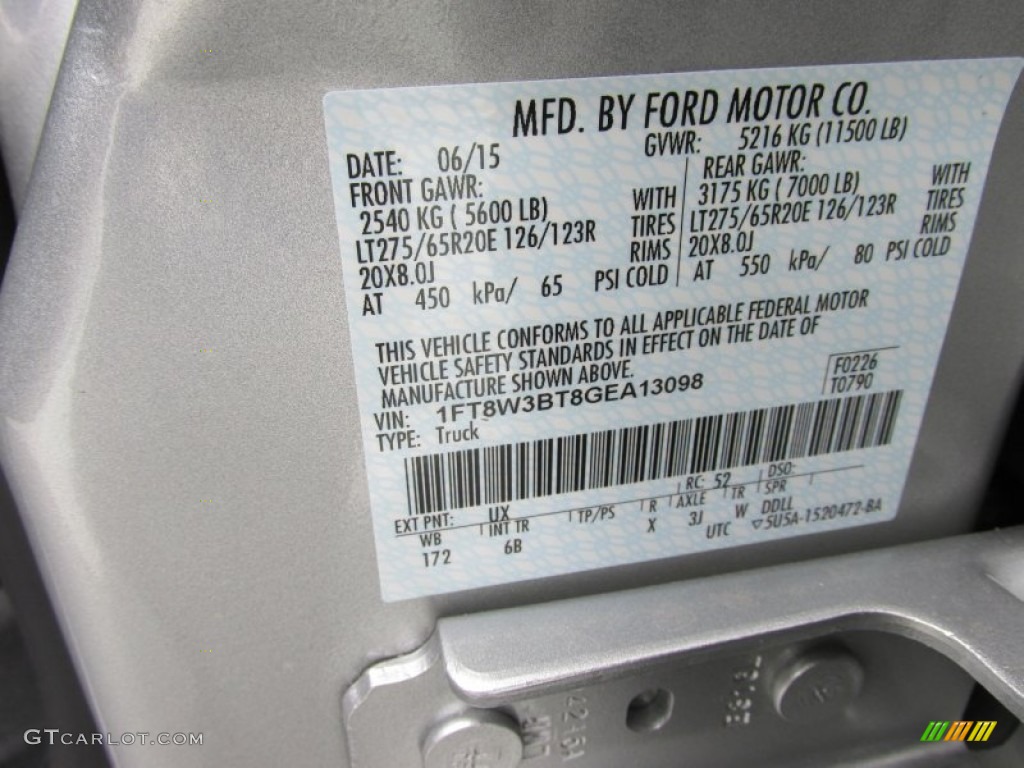 MFD. BY FORD MOTOR CO.
DATE: 06/15 GVWR: 5216 KG (11500 LB)
FRONT GAWR: REAR GAWR:
2540 KG ( 5600 LB) WITH 3175 KG ( 7000 LB) WITH
LT275/65R20E 126/123R TIRES LT275/65R20E 126/123R TIRES
20X8.0J RIMS 20X8.0J RIMS
AT 450 kPa/ 65 PSI COLD AT 550 kPa/ 80 PSI COLD
THIS VEHICLE CONFORMS TO ALL APPLICABLE FEDERAL MOTOR
VEHICLE SAFETY STANDARDS IN EFFECT ON THE DATE OF
MANUFACTURE SHOWN ABOVE.
F0226
VIN: 1FT8W3BT8GEA13098
T0790
TYPE: Truck
EXT PNT: UX RC: 52 DSO:
WB INT TR TP/PS R AXLE TR SPR
172 6B X 3J W DDLL
UTC ▽5U5A-1520472-BA
GTCARLOT.COM